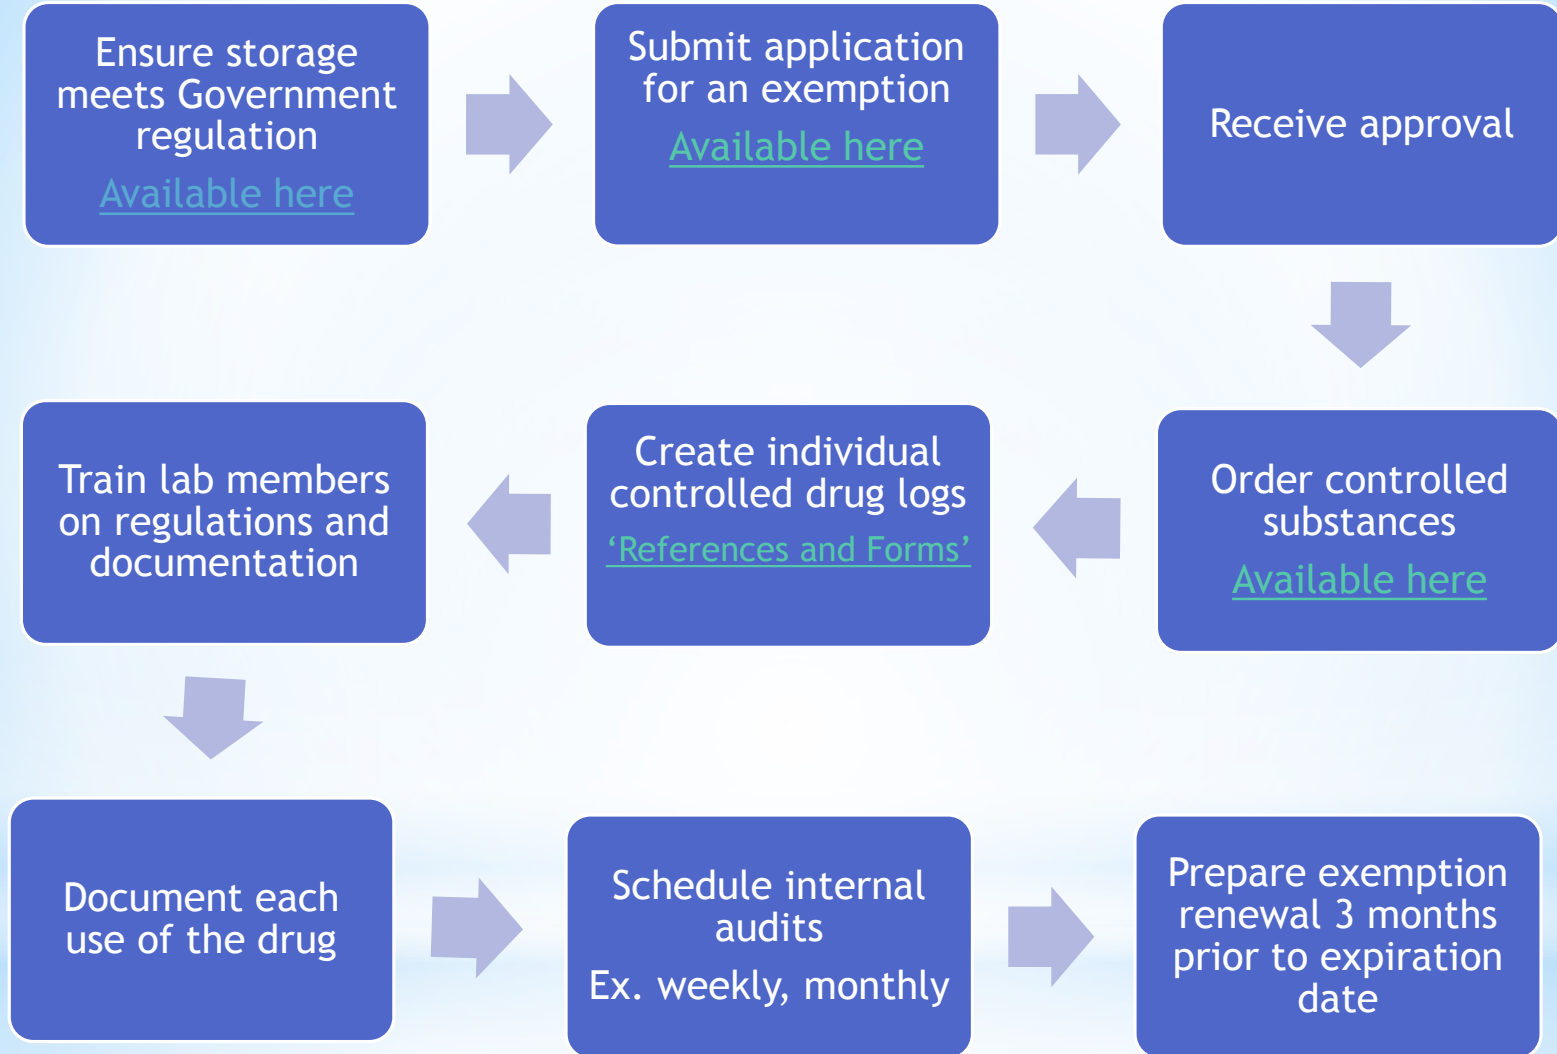 Ensure storage
meets Government
regulation
Available here
Submit application
for an exemption
Available here
Receive approval
Order controlled
substances
Available here
Create individual
controlled drug logs
‘References and Forms’
Train lab members
on regulations and
documentation
Document each
use of the drug
Schedule internal
audits
Ex. weekly, monthly
Prepare exemption
renewal 3 months
prior to expiration
date